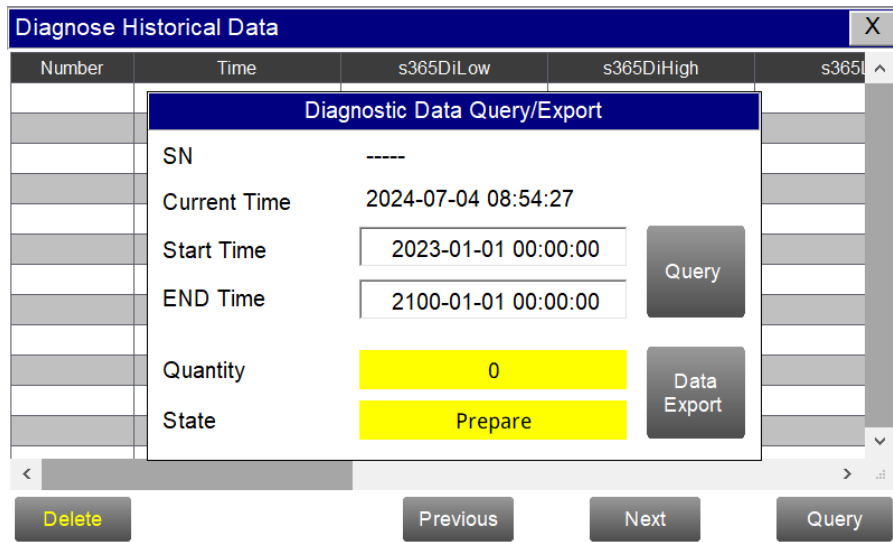 Diagnose Historical Data X
Number Time s365DiLow s365DiHigh
Diagnostic Data Query/Export
SN -----
Current Time 2024-07-04 08:54:27
Start Time 2023-01-01 00:00:00
Query
END Time 2100-01-01 00:00:00
Quantity 0
Data
Export
State Prepare
Delete Previous Next Query